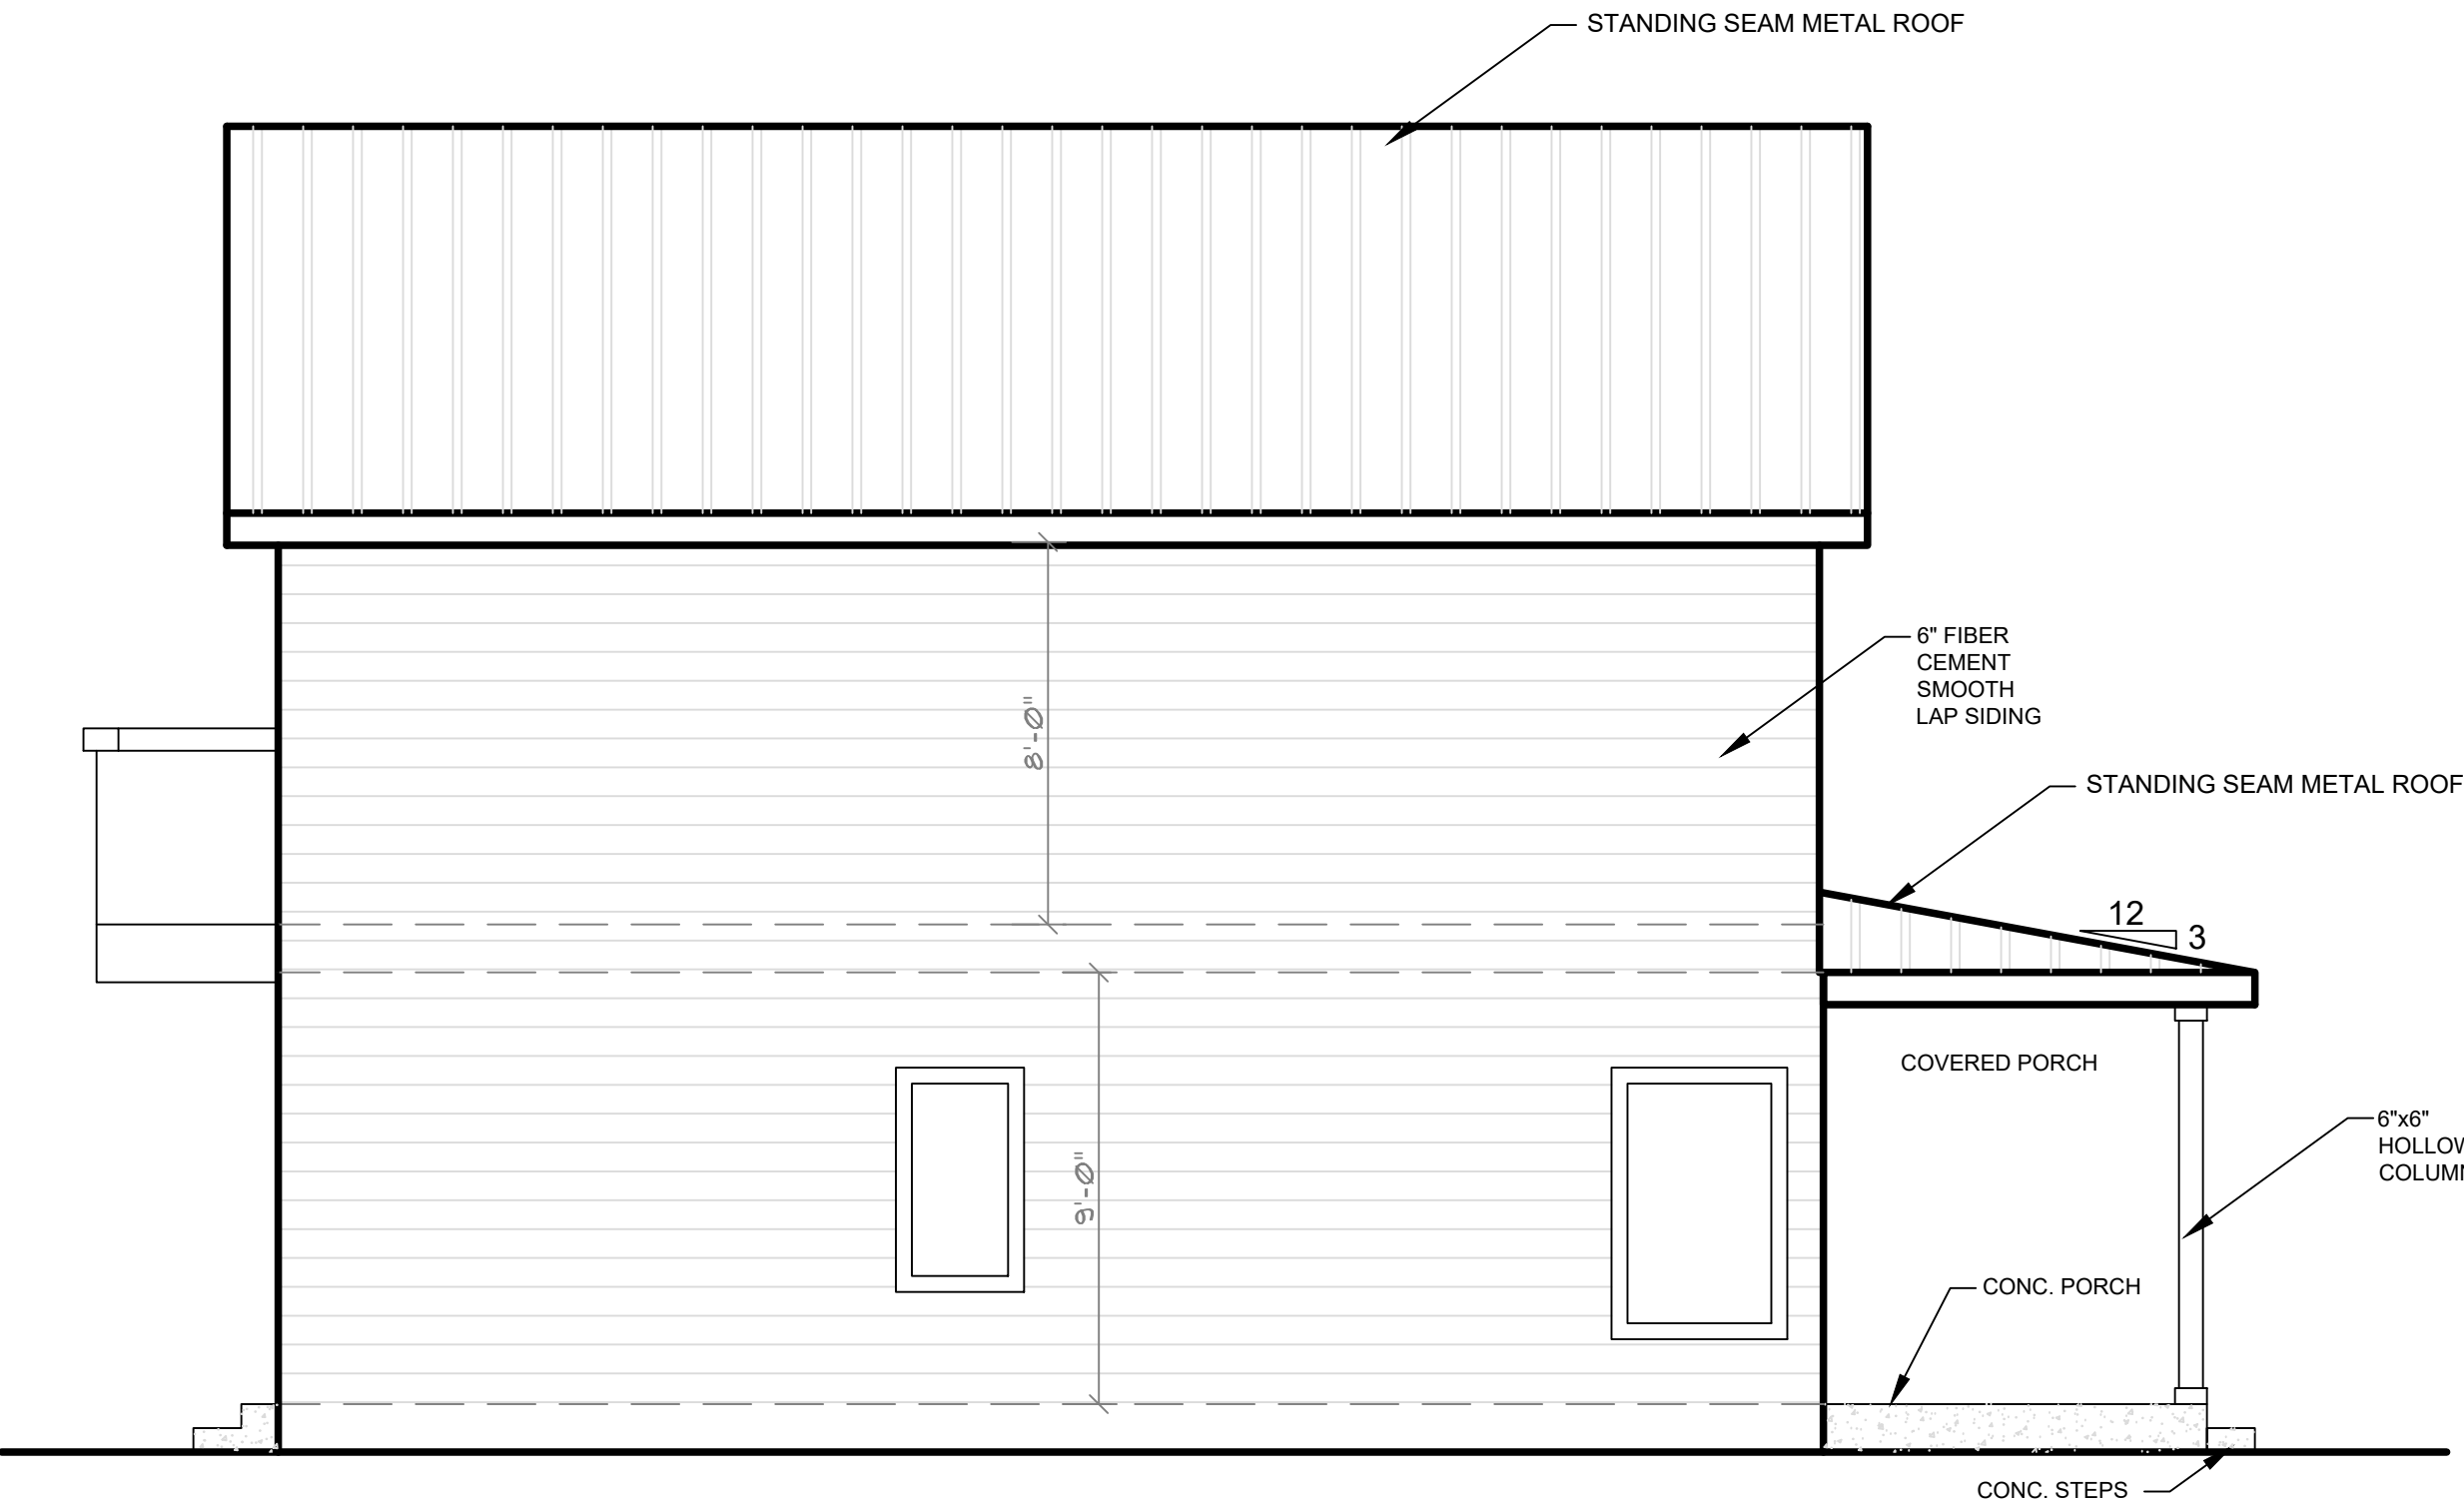 STANDING SEAM METAL ROOF
6" FIBER
CEMENT
SMOOTH
LAP SIDING
8'-0"
STANDING SEAM METAL ROOF
12
3
COVERED PORCH
6"x6"
9'-0"
CONC. PORCH
CONC. STEPS